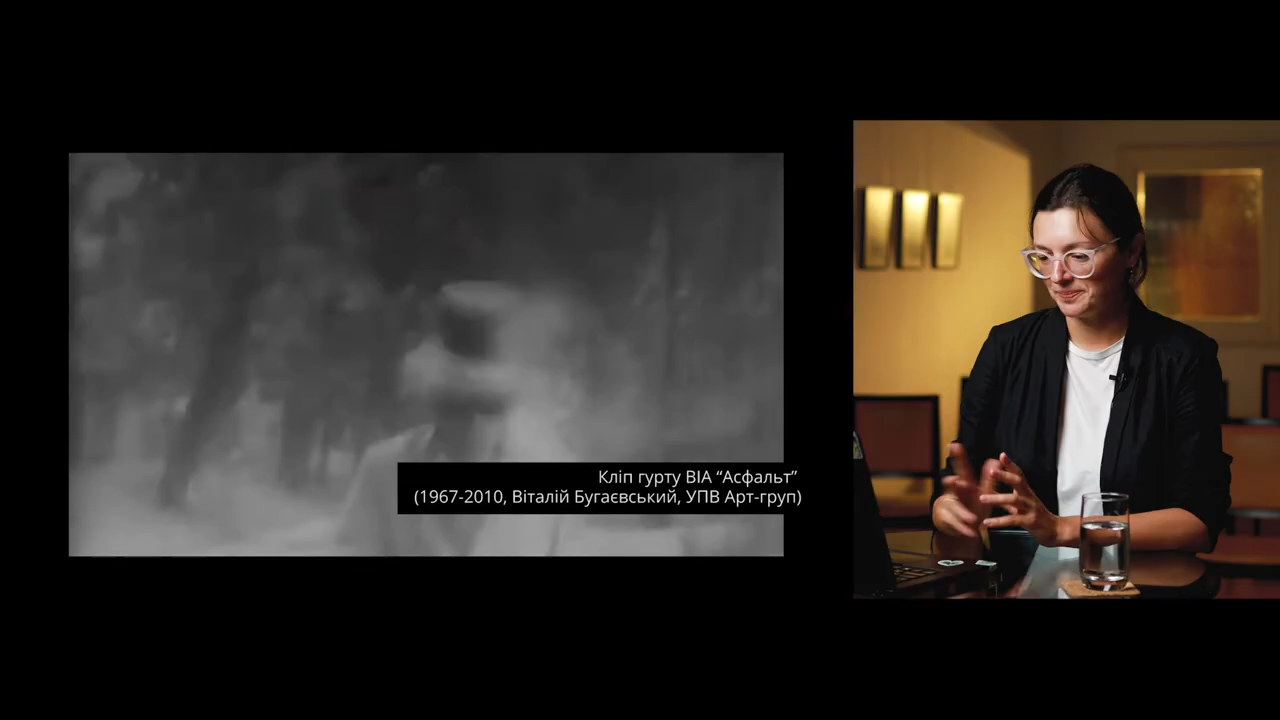 Кліп гурту ВІА “Асфальт”
(1967-2010, Віталій Бугаєвський, УПВ Арт-груп)